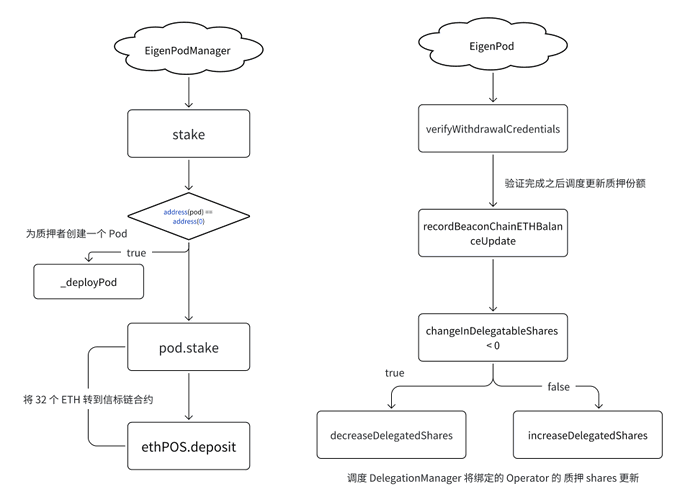 EigenPodManager
stake
address(pod) ==
address(0)
为质押者创建一个 Pod
true
_deployPod
pod.stake
将 32 个 ETH 转到信标链合约
ethPOS.deposit
EigenPod
verifyWithdrawalCredentials
验证完成之后调度更新质押份额
recordBeaconChainETHBalan
ceUpdate
changeInDelegatableShares
< 0
true
false
decreaseDelegatedShares
increaseDelegatedShares
调度 DelegationManager 将绑定的 Operator 的 质押 shares 更新